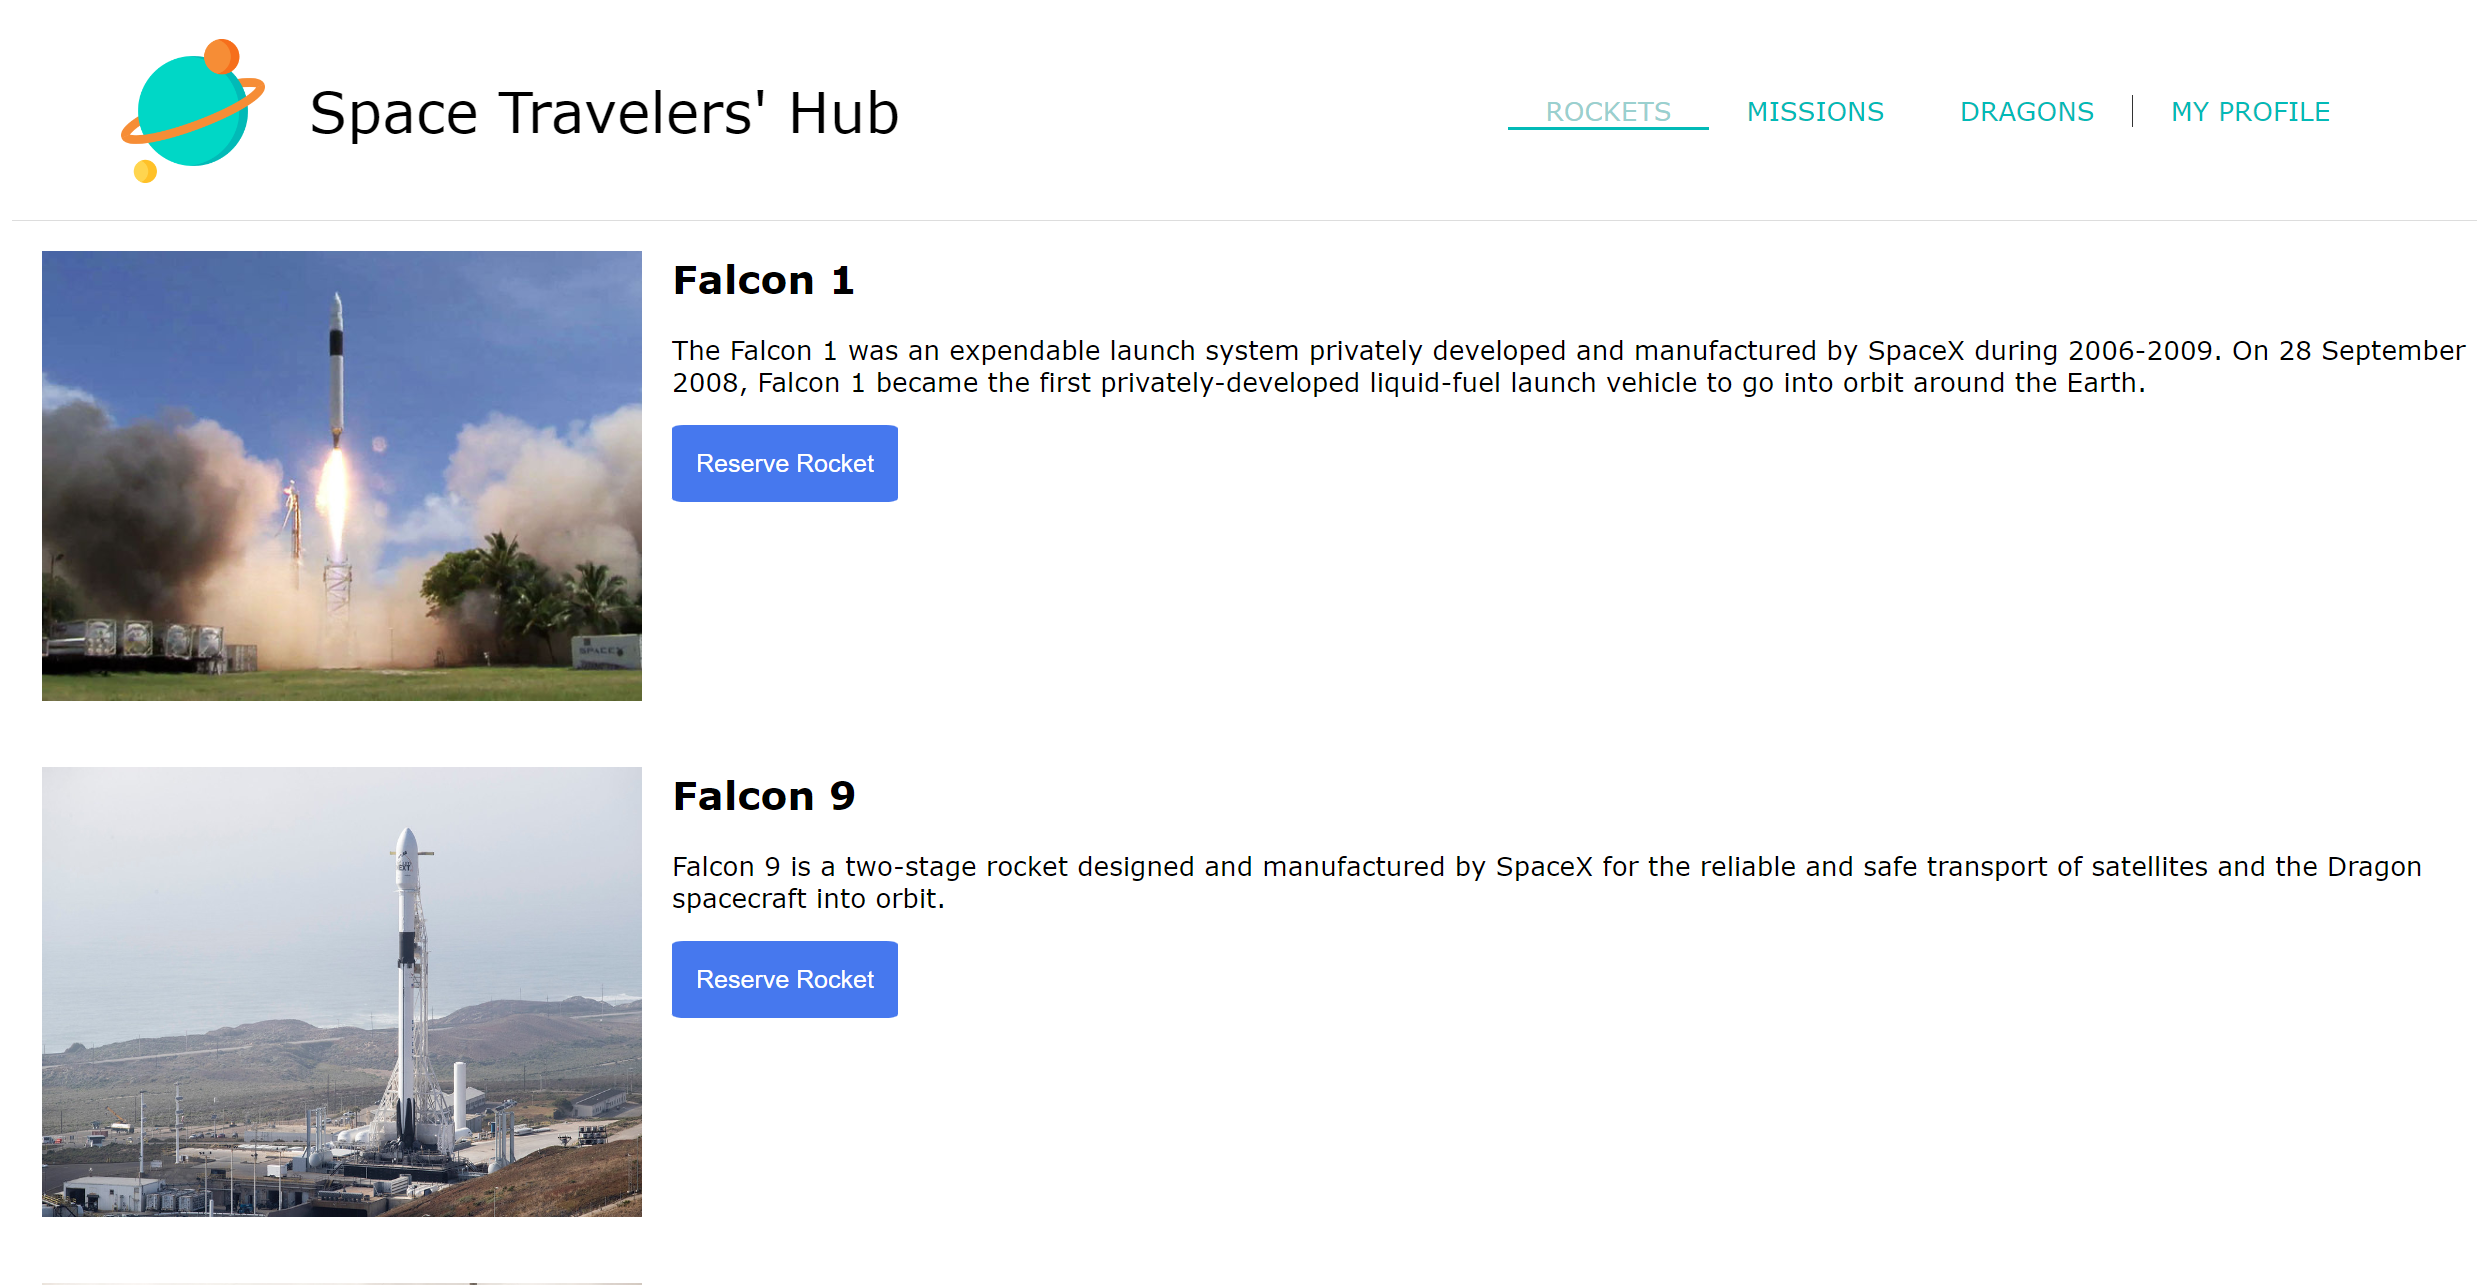 Space Travelers' Hub
ROCKETS
MISSIONS
DRAGONS
MY PROFILE
Falcon 1
The Falcon 1 was an expendable launch system privately developed and manufactured by SpaceX during 2006-2009. On 28 September
2008, Falcon 1 became the first privately-developed liquid-fuel launch vehicle to go into orbit around the Earth.
Reserve Rocket
SPACEX
Falcon 9
Falcon 9 is a two-stage rocket designed and manufactured by SpaceX for the reliable and safe transport of satellites and the Dragon
spacecraft into orbit.
Reserve Rocket
NEXT